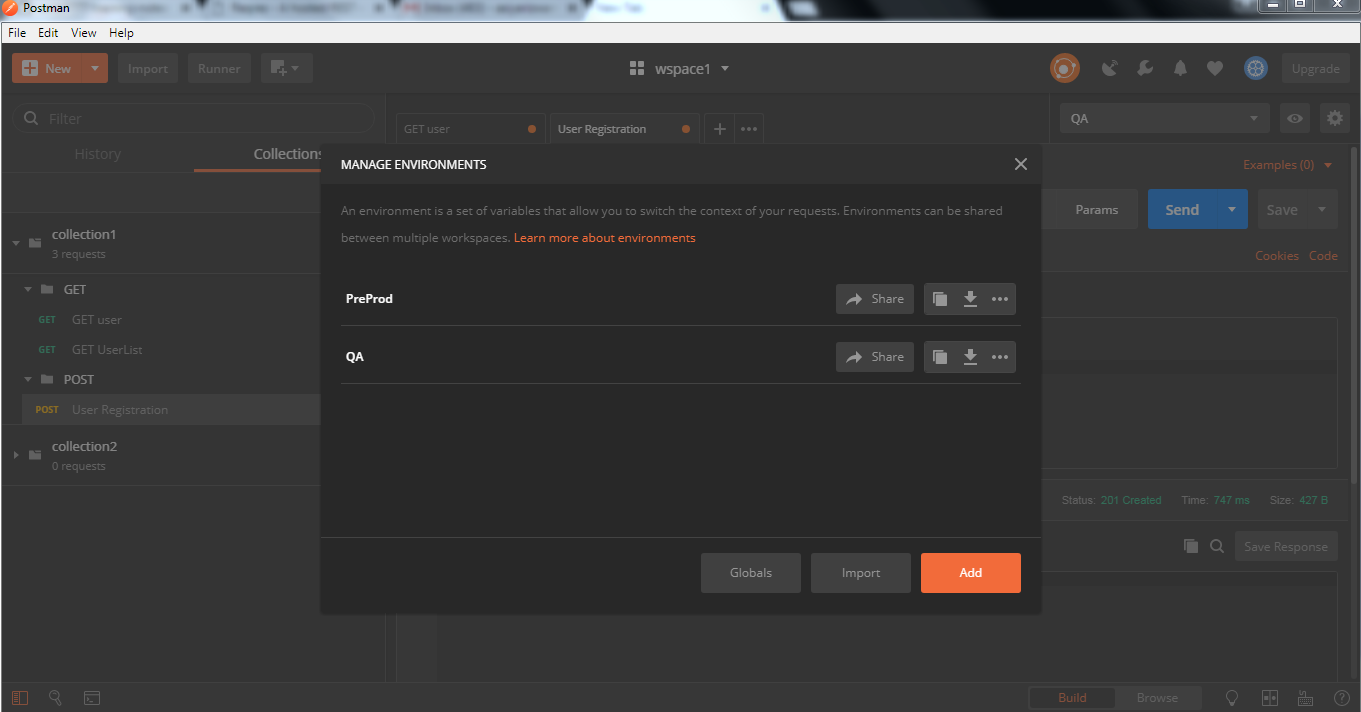 Postman
File Edit View Help
New Import Runner wspace1 Upgrade
Filter
GET user User Registration QA
History Collections
MANAGE ENVIRONMENTS
Examples (0)
An environment is a set of variables that allow you to switch the context of your requests. Environments can be shared
between multiple workspaces. Learn more about environments
Params Send Save
Cookies Code
collection1
3 requests
GET
GET GET user
GET GET UserList
POST
POST User Registration
collection2
0 requests
PreProd Share
QA Share
Status: 201 Created Time: 747 ms Size: 427 B
Save Response
Globals Import Add
Build Browse